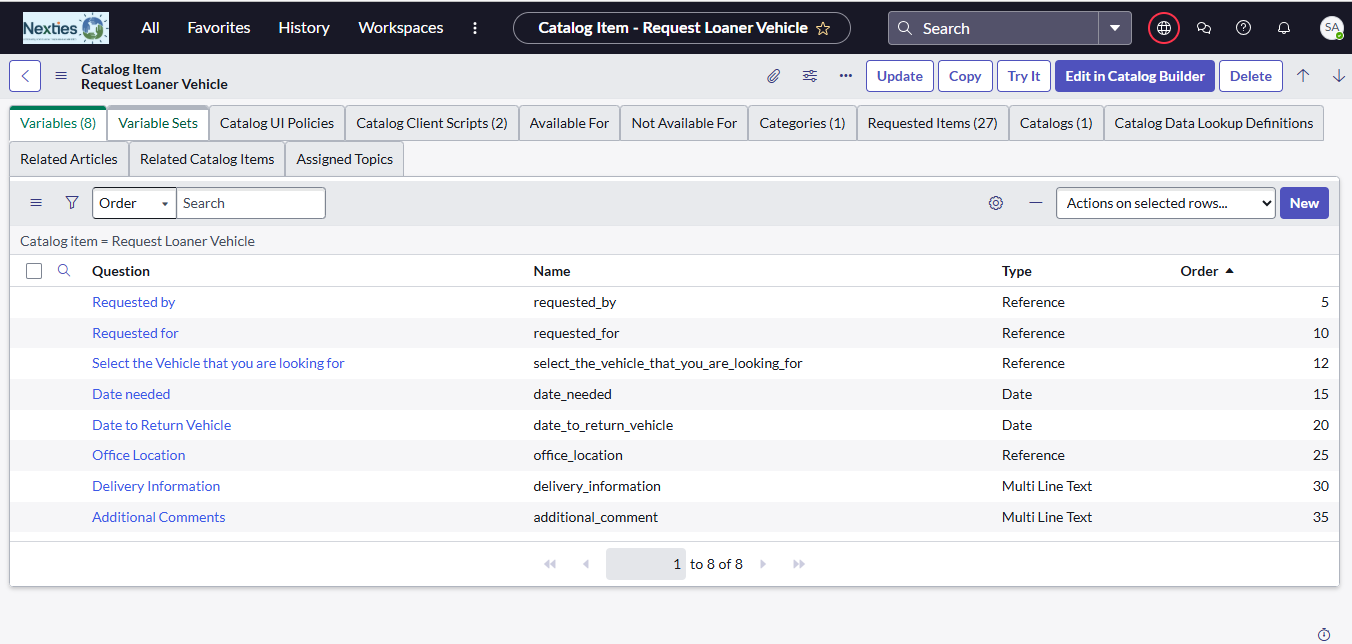 Nexties All Favorites History Workspaces Catalog Item - Request Loaner Vehicle Search SA
Catalog Item
Request Loaner Vehicle
Update Copy Try It Edit in Catalog Builder Delete
Variables (8) Variable Sets Catalog UI Policies Catalog Client Scripts (2) Available For Not Available For Categories (1) Requested Items (27) Catalogs (1) Catalog Data Lookup Definitions
Related Articles Related Catalog Items Assigned Topics
Order Search Actions on selected rows... New
Catalog item = Request Loaner Vehicle
Question Name Type Order
Requested by requested_by Reference 5
Requested for requested_for Reference 10
Select the Vehicle that you are looking for select_the_vehicle_that_you_are_looking_for Reference 12
Date needed date_needed Date 15
Date to Return Vehicle date_to_return_vehicle Date 20
Office Location office_location Reference 25
Delivery Information delivery_information Multi Line Text 30
Additional Comments additional_comment Multi Line Text 35
1 to 8 of 8